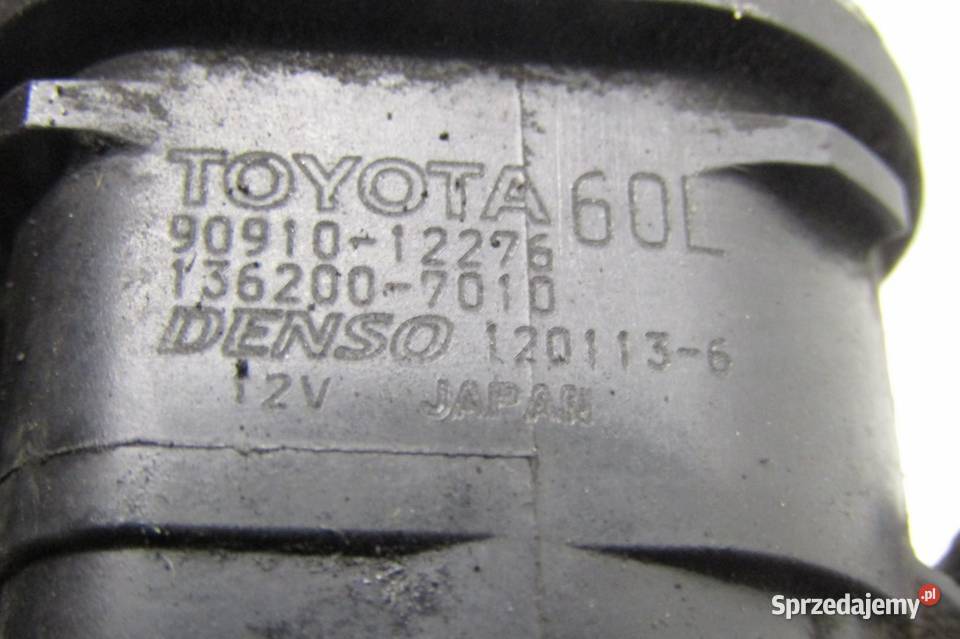 TOYOTA 60L
90910-12276
136200-7010
DENSO 120113-6
12V JAPAN
Sprzedajemy.pl